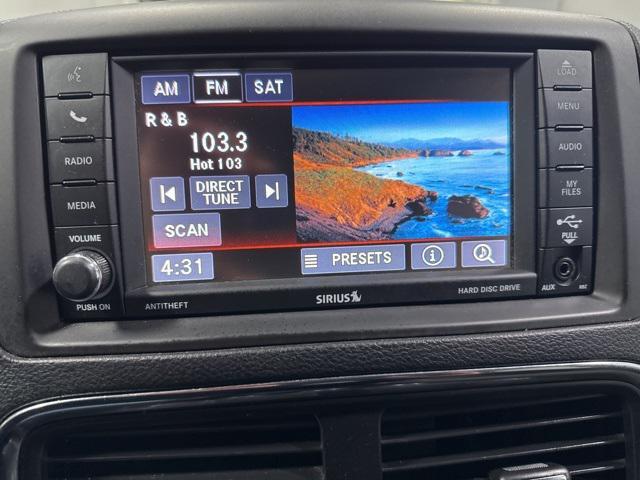 AM FM SAT
R & B
103.3
Hot 103
DIRECT
TUNE
SCAN
4:31
PRESETS
i
RADIO
MEDIA
VOLUME
PUSH ON
ANTITHEFT
SIRIUS
HARD DISC DRIVE
LOAD
MENU
AUDIO
MY
FILES
PULL
AUX